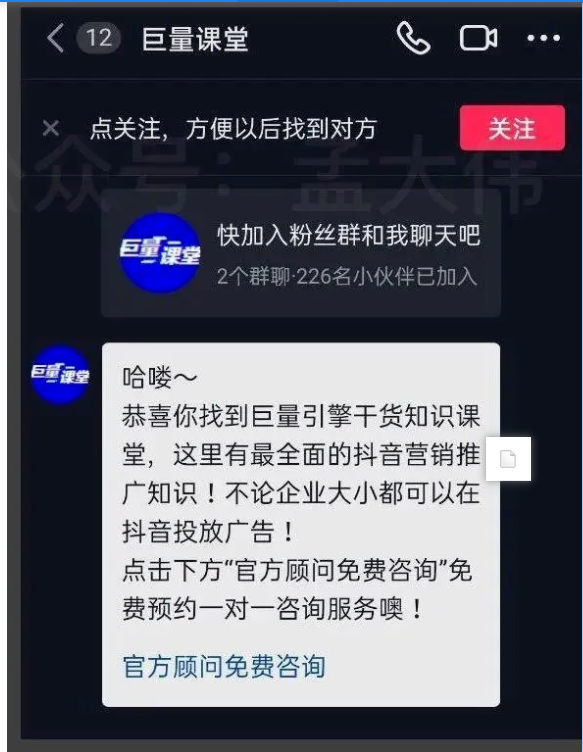 12 巨量课堂
× 点关注，方便以后找到对方 关注
公众号：孟大伟
巨量课堂
快加入粉丝群和我聊天吧
2个群聊·226名小伙伴已加入
巨量课堂
哈喽～
恭喜你找到巨量引擎干货知识课
堂，这里有最全面的抖音营销推
广知识！不论企业大小都可以在
抖音投放广告！
点击下方“官方顾问免费咨询”免
费预约一对一咨询服务噢！
官方顾问免费咨询